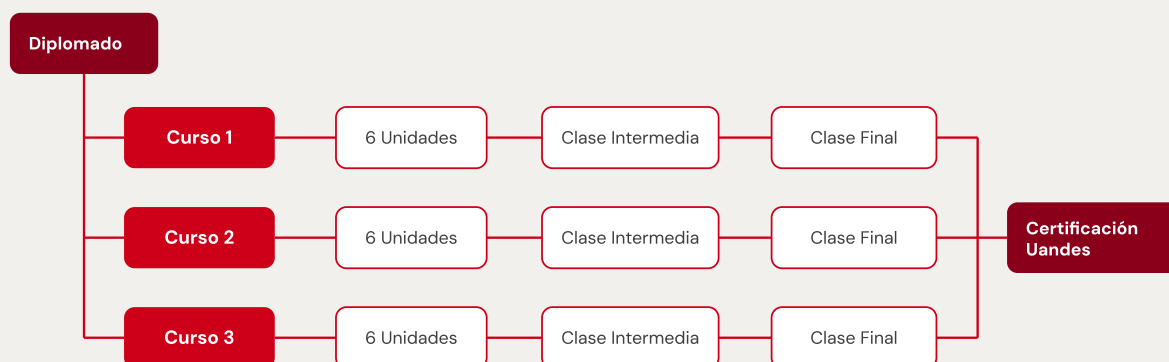 Diplomado
Curso 1
6 Unidades
Clase Intermedia
Clase Final
Curso 2
6 Unidades
Clase Intermedia
Clase Final
Certificación
Uandes
Curso 3
6 Unidades
Clase Intermedia
Clase Final